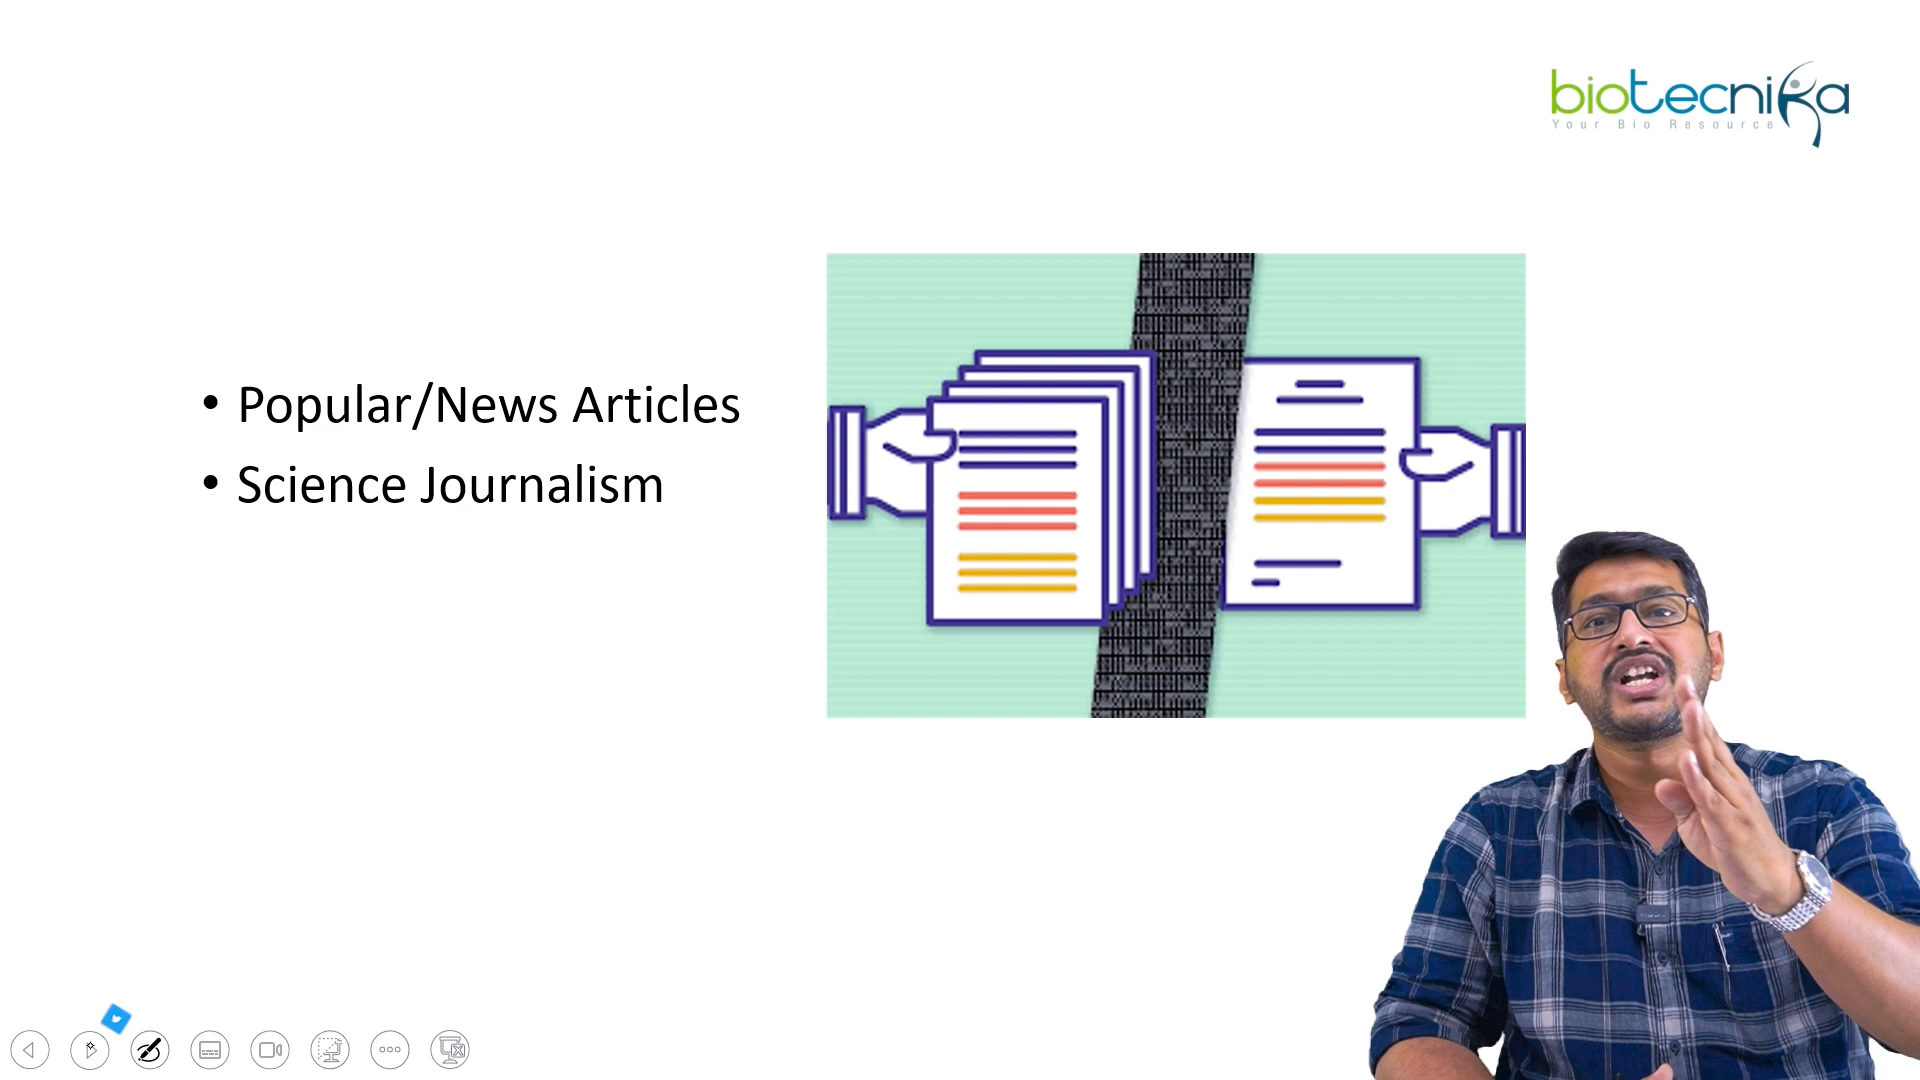 biotecnika
Your Bio Resource
• Popular/News Articles
• Science Journalism